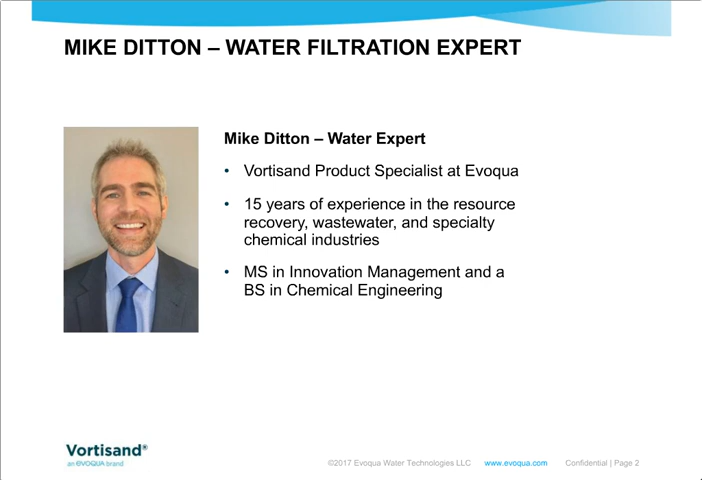 MIKE DITTON – WATER FILTRATION EXPERT
Mike Ditton – Water Expert
• Vortisand Product Specialist at Evoqua
• 15 years of experience in the resource
recovery, wastewater, and specialty
chemical industries
• MS in Innovation Management and a
BS in Chemical Engineering
Vortisand®
an EVOQUA brand
©2017 Evoqua Water Technologies LLC www.evoqua.com Confidential | Page 2